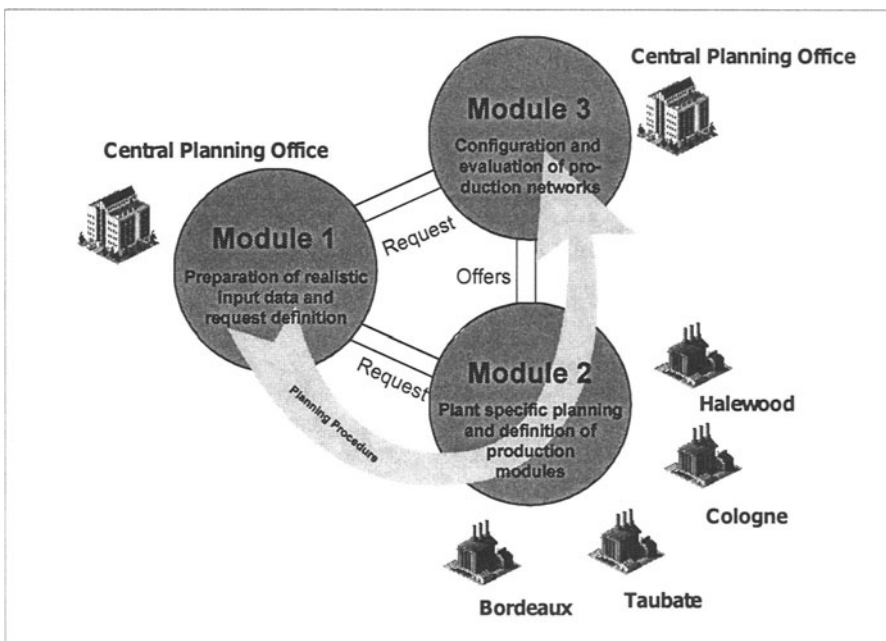 Central Planning Office
Module 3
Configuration and
evaluation of pro-
duction networks
Central Planning Office
Module 1
Preparation of realistic
input data and
request definition
Request
Offers
Request
Planning Procedure
Module 2
Plant specific planning
and definition of
production
modules
Halewood
Cologne
Taubate
Bordeaux